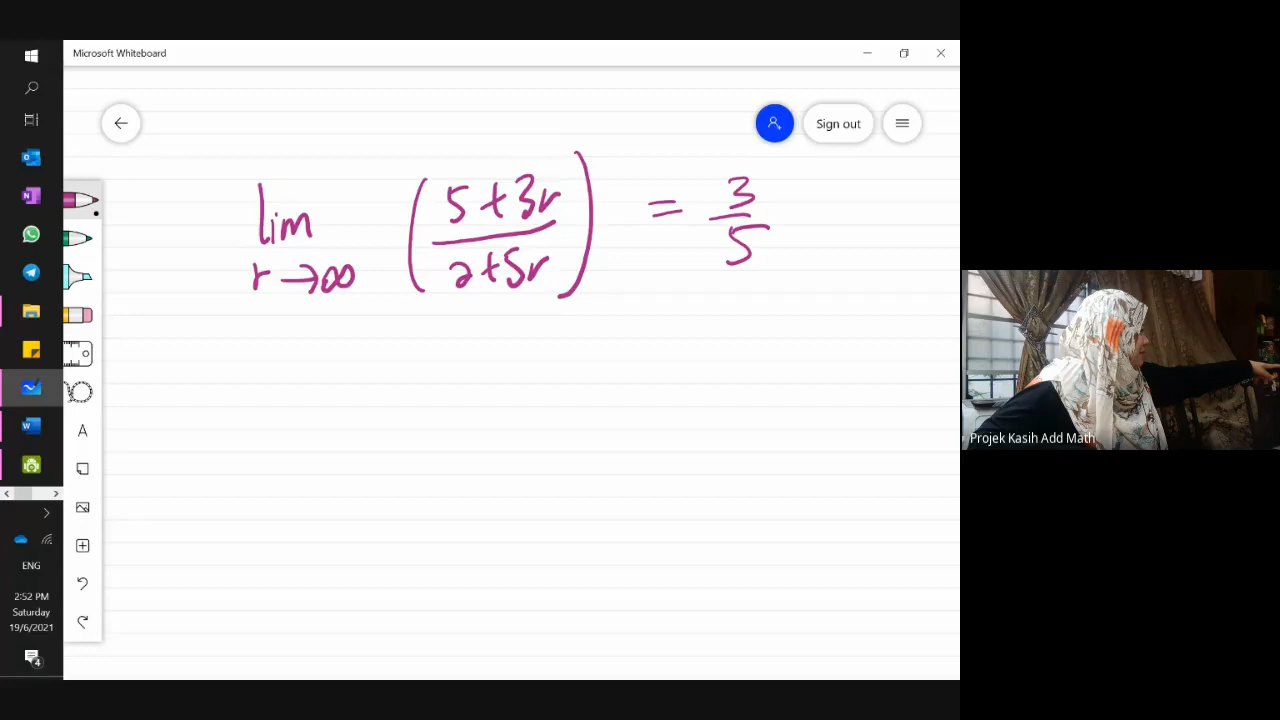 Microsoft Whiteboard
Sign out
lim r→∞ ( 5+3r / 2+5r ) = 3/5
A
Projek Kasih Add Math
ENG
2:52 PM
Saturday
19/6/2021
4